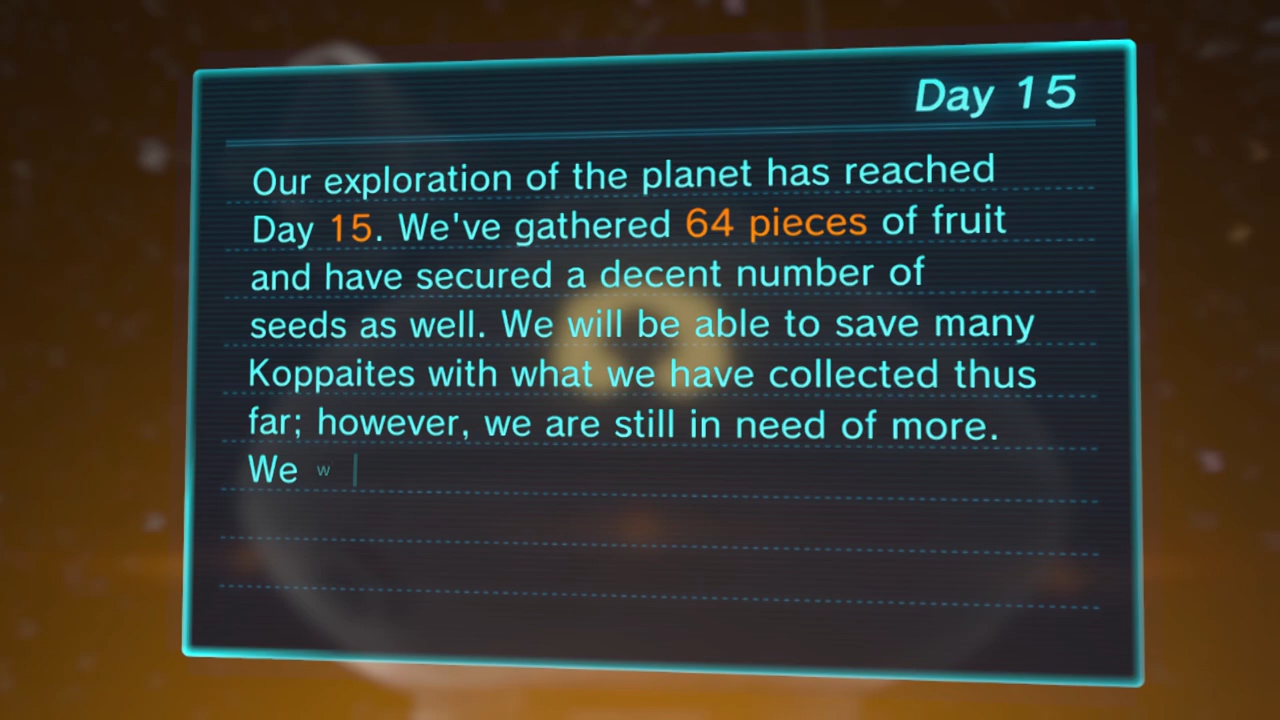 Day 15
Our exploration of the planet has reached
Day 15. We've gathered 64 pieces of fruit
and have secured a decent number of
seeds as well. We will be able to save many
Koppaites with what we have collected thus
far; however, we are still in need of more.
We w